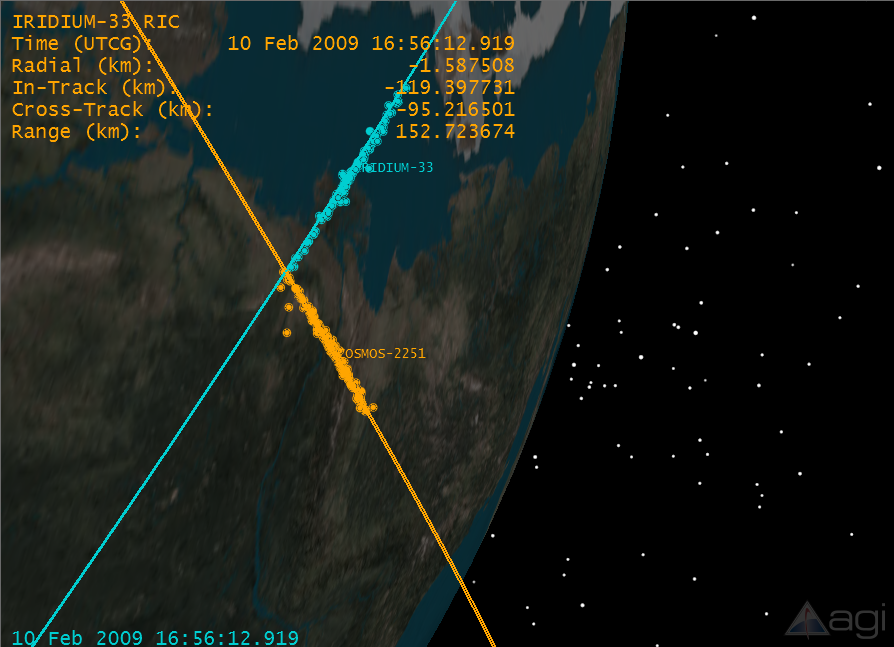 IRIDIUM-33 RIC
Time (UTCG): 10 Feb 2009 16:56:12.919
Radial (km): -1.587508
In-Track (km): -119.397731
Cross-Track (km): -95.216501
Range (km): 152.723674
IRIDIUM-33
COSMOS-2251
10 Feb 2009 16:56:12.919
agi